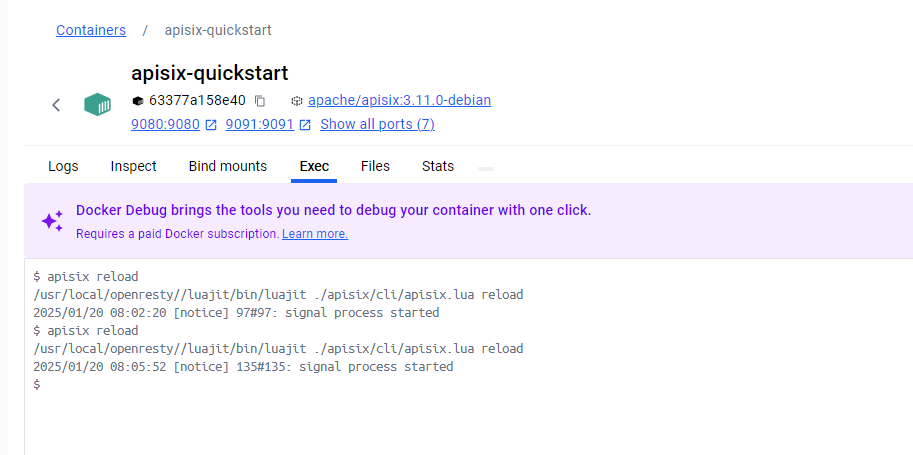 Containers / apisix-quickstart
apisix-quickstart
63377a158e40 apache/apisix:3.11.0-debian
9080:9080 9091:9091 Show all ports (7)
Logs Inspect Bind mounts Exec Files Stats
Docker Debug brings the tools you need to debug your container with one click.
Requires a paid Docker subscription. Learn more.
$ apisix reload
/usr/local/openresty//luajit/bin/luajit ./apisix/cli/apisix.lua reload
2025/01/20 08:02:20 [notice] 97#97: signal process started
$ apisix reload
/usr/local/openresty//luajit/bin/luajit ./apisix/cli/apisix.lua reload
2025/01/20 08:05:52 [notice] 135#135: signal process started
$